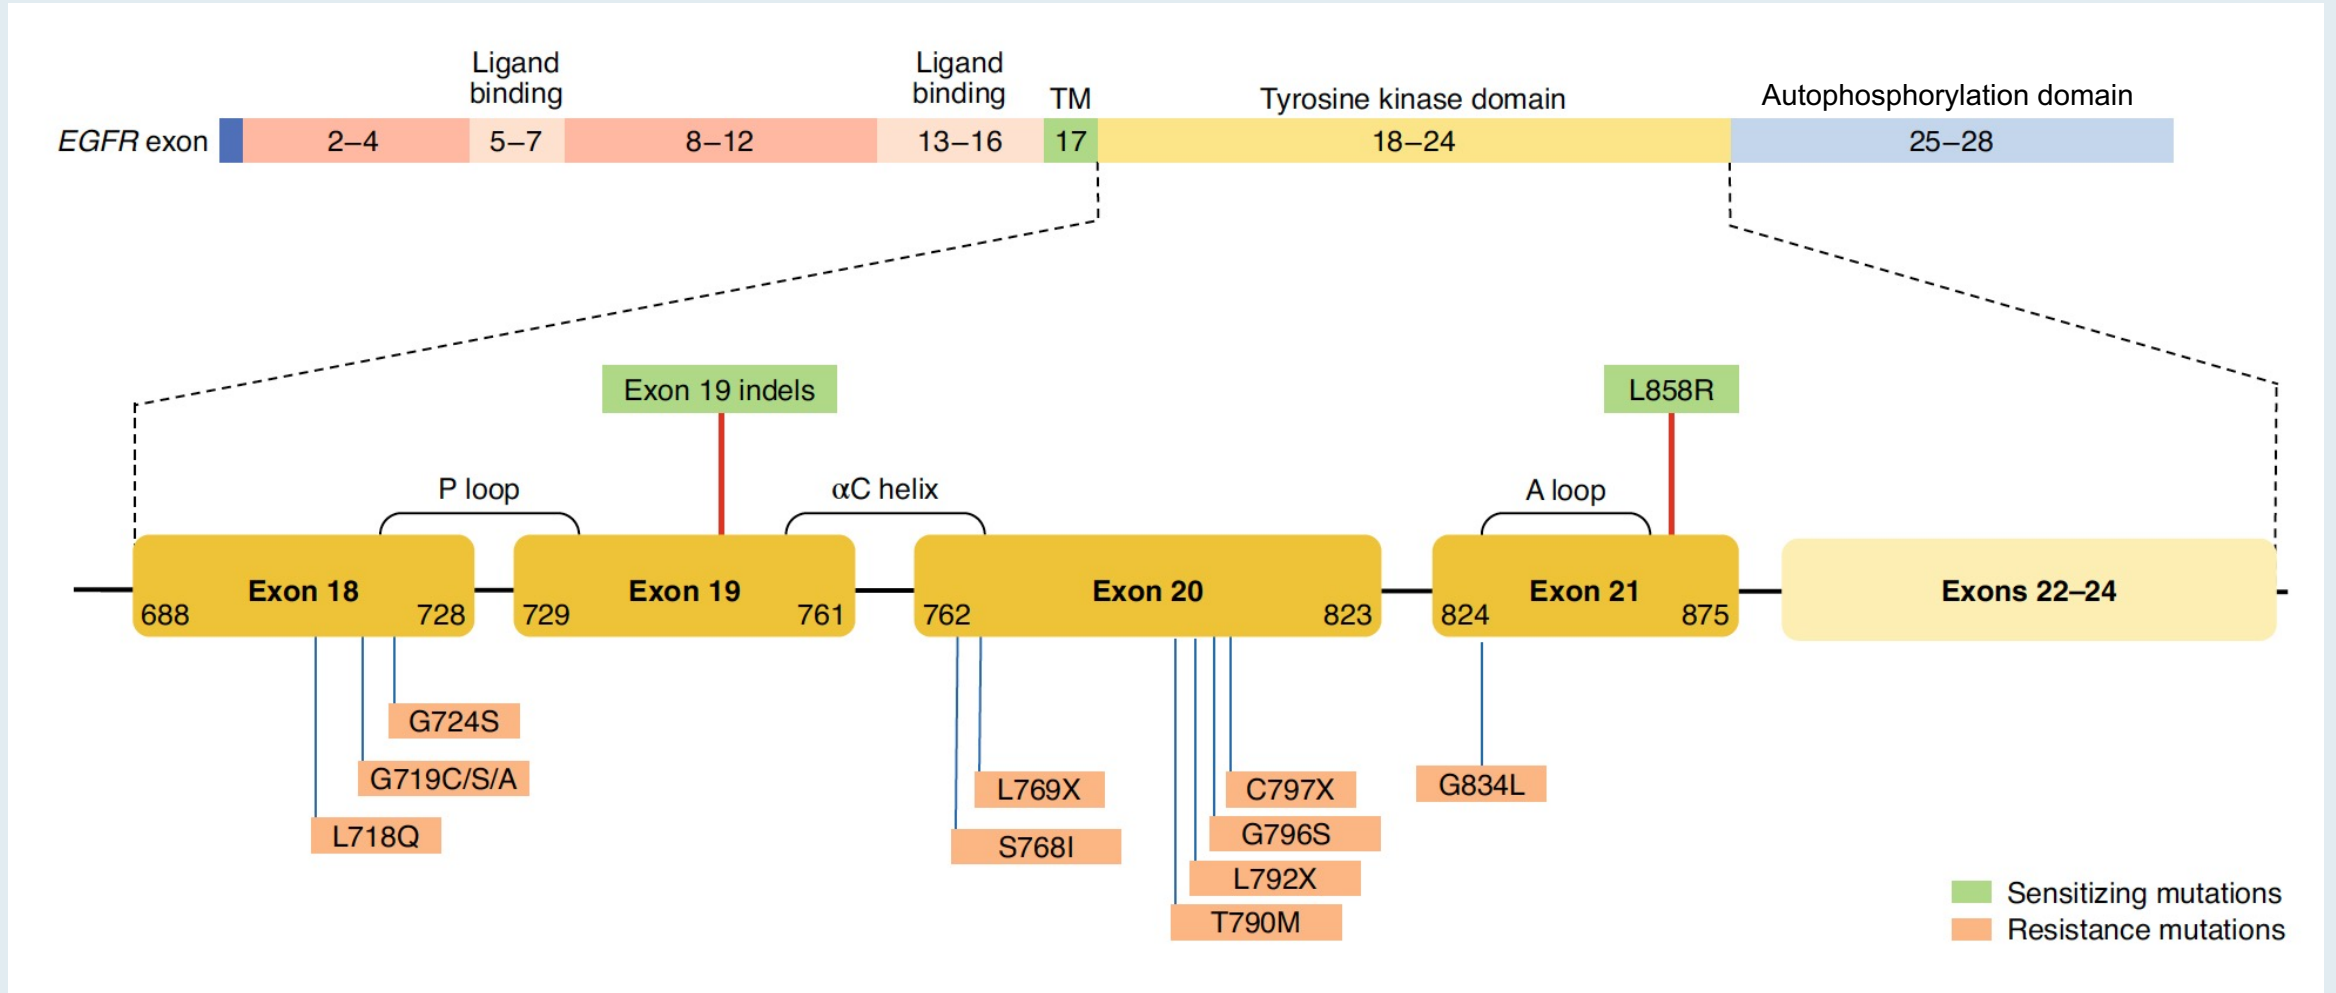 Ligand
binding
Ligand
binding
TM
Tyrosine kinase domain
Autophosphorylation domain
EGFR exon
2–4
5–7
8–12
13–16
17
18–24
25–28
Exon 19 indels
L858R
P loop
αC helix
A loop
Exon 18
688
728
Exon 19
729
761
Exon 20
762
823
Exon 21
824
875
Exons 22–24
G724S
G719C/S/A
L718Q
L769X
S768I
C797X
G796S
L792X
T790M
G834L
Sensitizing mutations
Resistance mutations